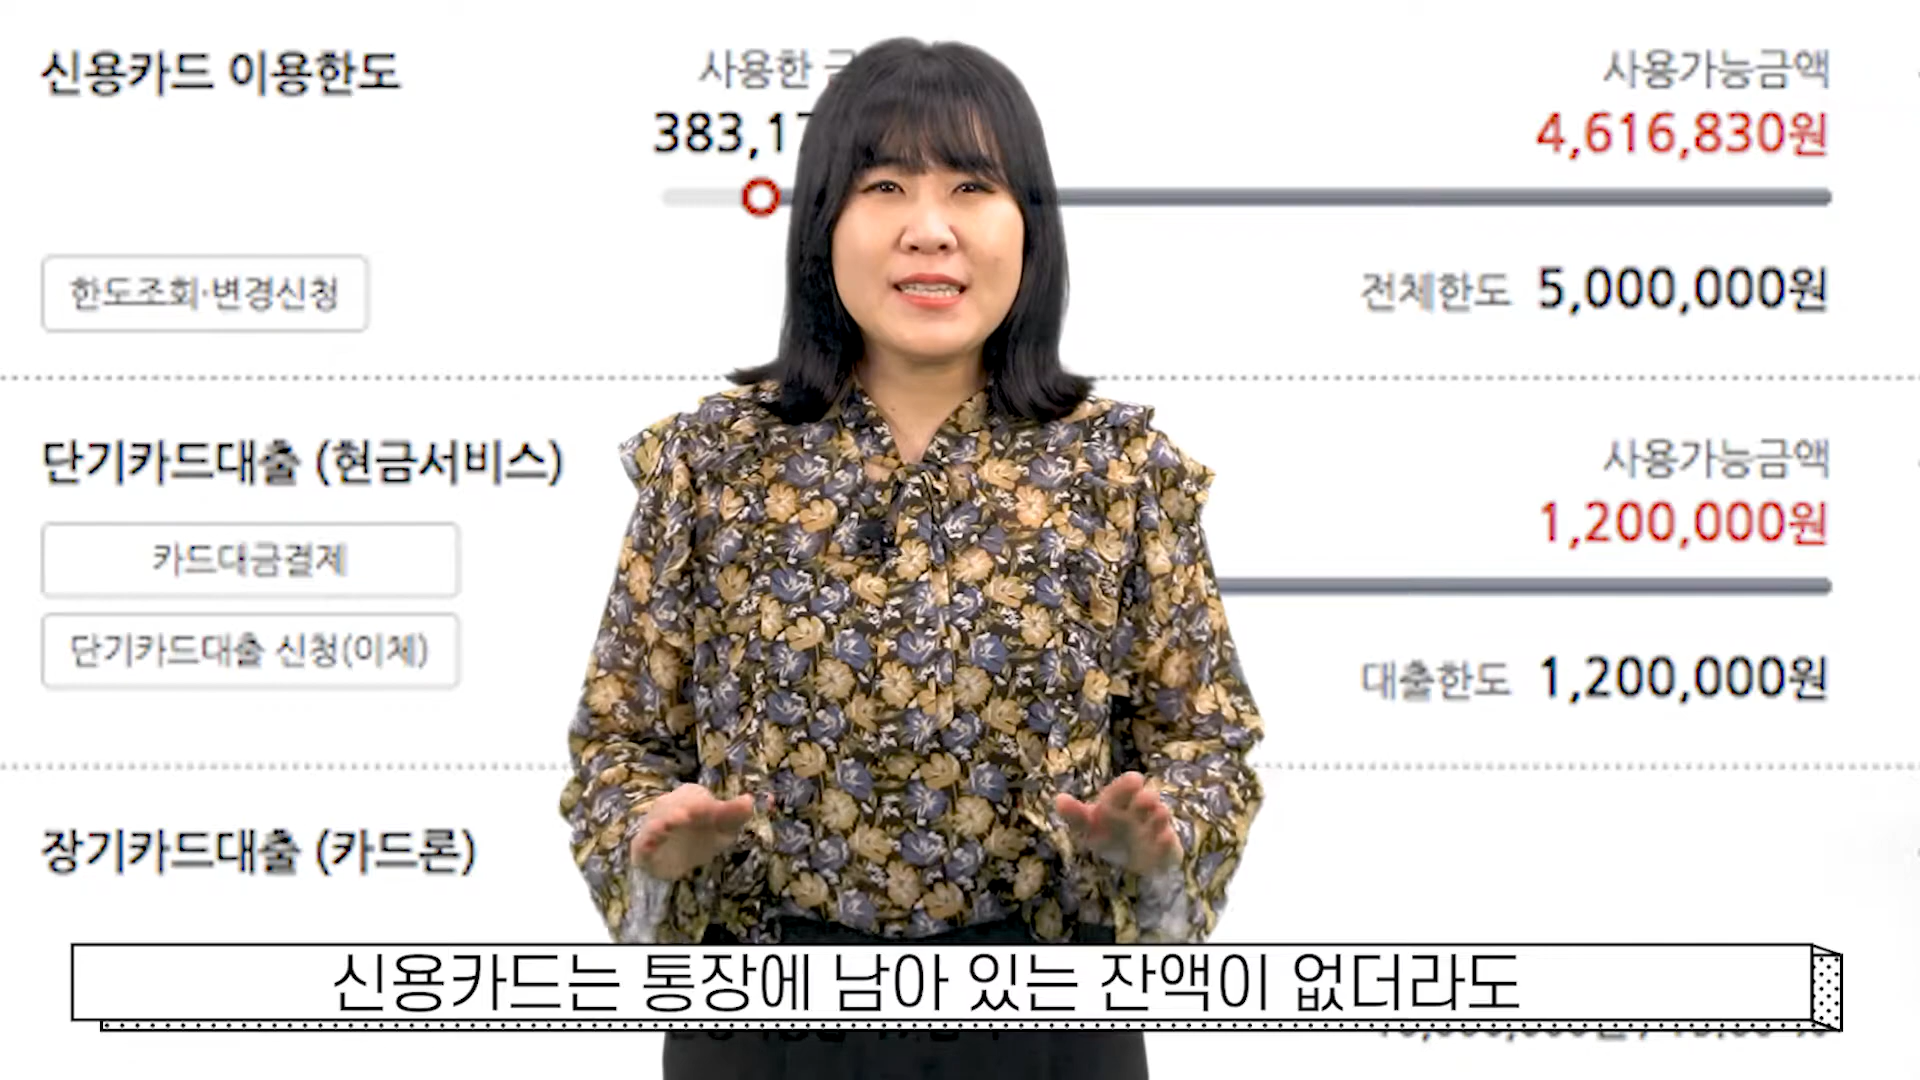 신용카드 이용한도
사용한
사용가능금액
383,17
4,616,830원
한도조회·변경신청
전체한도 5,000,000원
단기카드대출 (현금서비스)
사용가능금액
1,200,000원
카드대금결제
단기카드대출 신청(이체)
대출한도 1,200,000원
장기카드대출 (카드론)
신용카드는 통장에 남아 있는 잔액이 없더라도